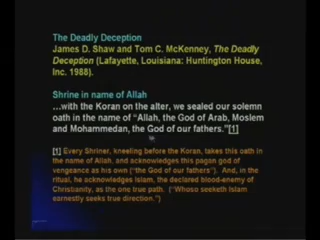 The Deadly Deception
James D. Shaw and Tom C. McKenney, The Deadly
Deception (Lafayette, Louisiana: Huntington House,
Inc. 1988).
Shrine in name of Allah
…with the Koran on the alter, we sealed our solemn
oath in the name of “Allah, the God of Arab, Moslem
and Mohammedan, the God of our fathers.”[1]
[1] Every Shriner, kneeling before the Koran, takes this oath in
the name of Allah, and acknowledges this pagan god of
vengeance as his own (“the God of our fathers”). And, in the
ritual, he acknowledges Islam, the declared blood-enemy of
Christianity, as the one true path. (“Whoso seeketh Islam
earnestly seeks true direction.”)